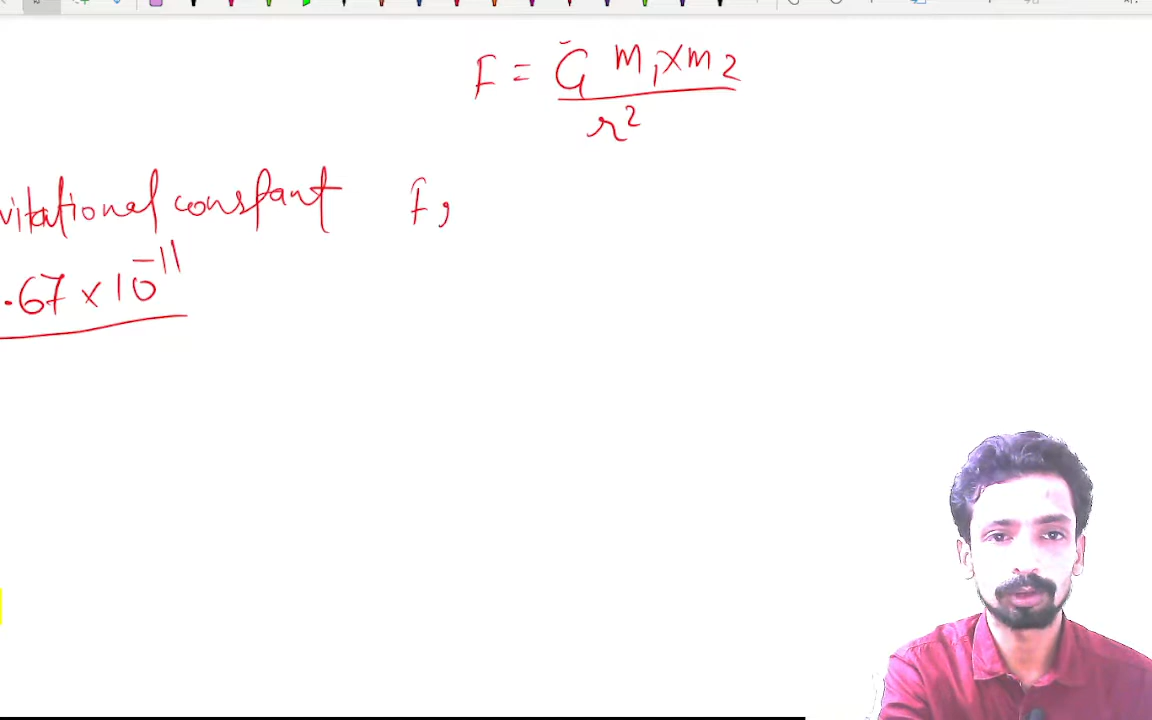 F = G m₁ x m₂
r²
vitational constant F,
.67 x 10⁻¹¹